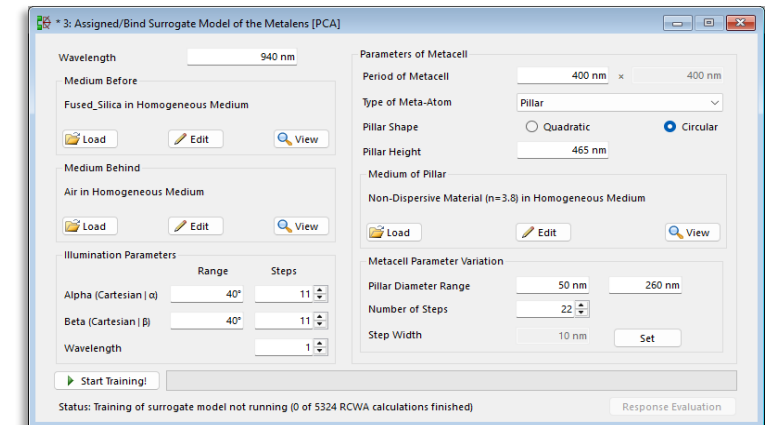 * 3: Assigned/Bind Surrogate Model of the Metalens [PCA]
Wavelength 940 nm
Medium Before
Fused_Silica in Homogeneous Medium
Load Edit View
Medium Behind
Air in Homogeneous Medium
Load Edit View
Illumination Parameters
Range Steps
Alpha (Cartesian | α) 40° 11
Beta (Cartesian | β) 40° 11
Wavelength 1
Parameters of Metacell
Period of Metacell 400 nm × 400 nm
Type of Meta-Atom Pillar
Pillar Shape Quadratic Circular
Pillar Height 465 nm
Medium of Pillar
Non-Dispersive Material (n=3.8) in Homogeneous Medium
Load Edit View
Metacell Parameter Variation
Pillar Diameter Range 50 nm 260 nm
Number of Steps 22
Step Width 10 nm Set
Start Training!
Status: Training of surrogate model not running (0 of 5324 RCWA calculations finished) Response Evaluation